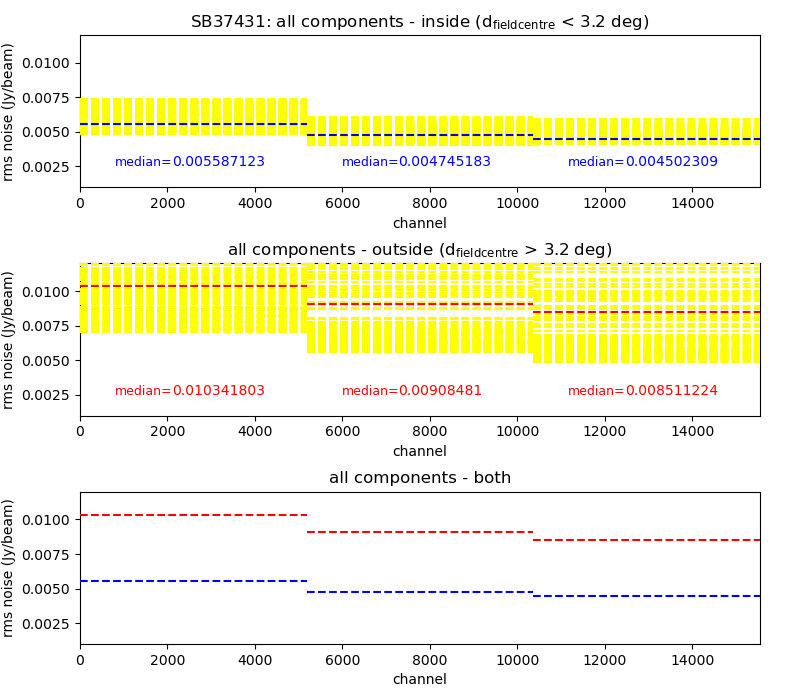 SB37431: all components - inside (dfieldcentre < 3.2 deg)
rms noise (Jy/beam)
0.0100
0.0075
0.0050
0.0025
median=0.005587123 median=0.004745183 median=0.004502309
0 2000 4000 6000 8000 10000 12000 14000
channel
all components - outside (dfieldcentre > 3.2 deg)
rms noise (Jy/beam)
0.0100
0.0075
0.0050
0.0025
median=0.010341803 median=0.00908481 median=0.008511224
0 2000 4000 6000 8000 10000 12000 14000
channel
all components - both
rms noise (Jy/beam)
0.0100
0.0075
0.0050
0.0025
0 2000 4000 6000 8000 10000 12000 14000
channel